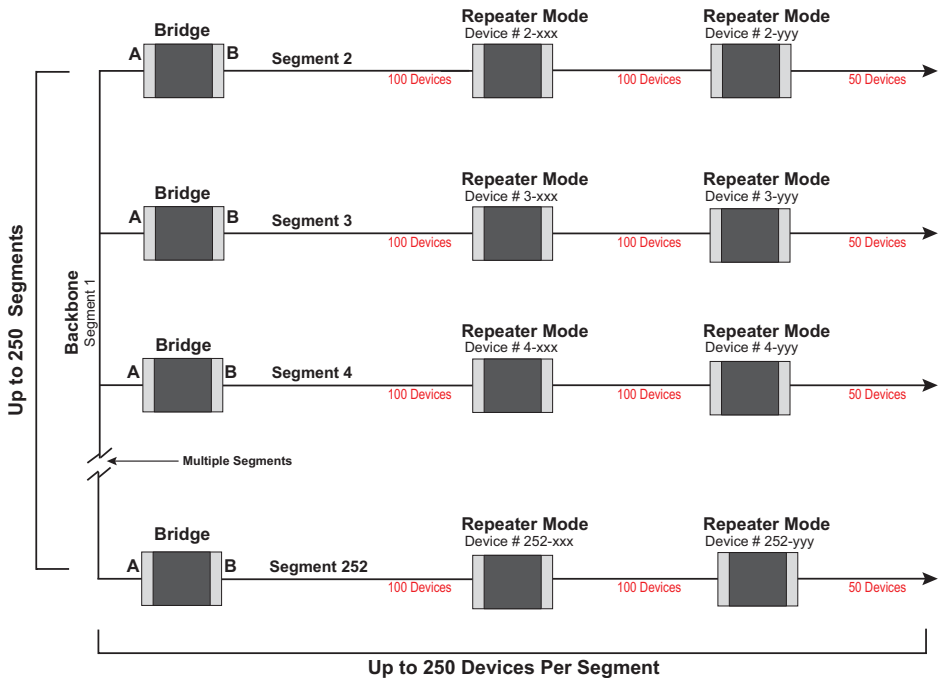 Bridge
Repeater Mode
Device # 2-xxx
Repeater Mode
Device # 2-yyy
A
B
Segment 2
100 Devices
100 Devices
50 Devices
Bridge
Repeater Mode
Device # 3-xxx
Repeater Mode
Device # 3-yyy
A
B
Segment 3
100 Devices
100 Devices
50 Devices
Up to 250 Segments
Backbone
Segment 1
Bridge
Repeater Mode
Device # 4-xxx
Repeater Mode
Device # 4-yyy
A
B
Segment 4
100 Devices
100 Devices
50 Devices
Multiple Segments
Bridge
Repeater Mode
Device # 252-xxx
Repeater Mode
Device # 252-yyy
A
B
Segment 252
100 Devices
100 Devices
50 Devices
Up to 250 Devices Per Segment